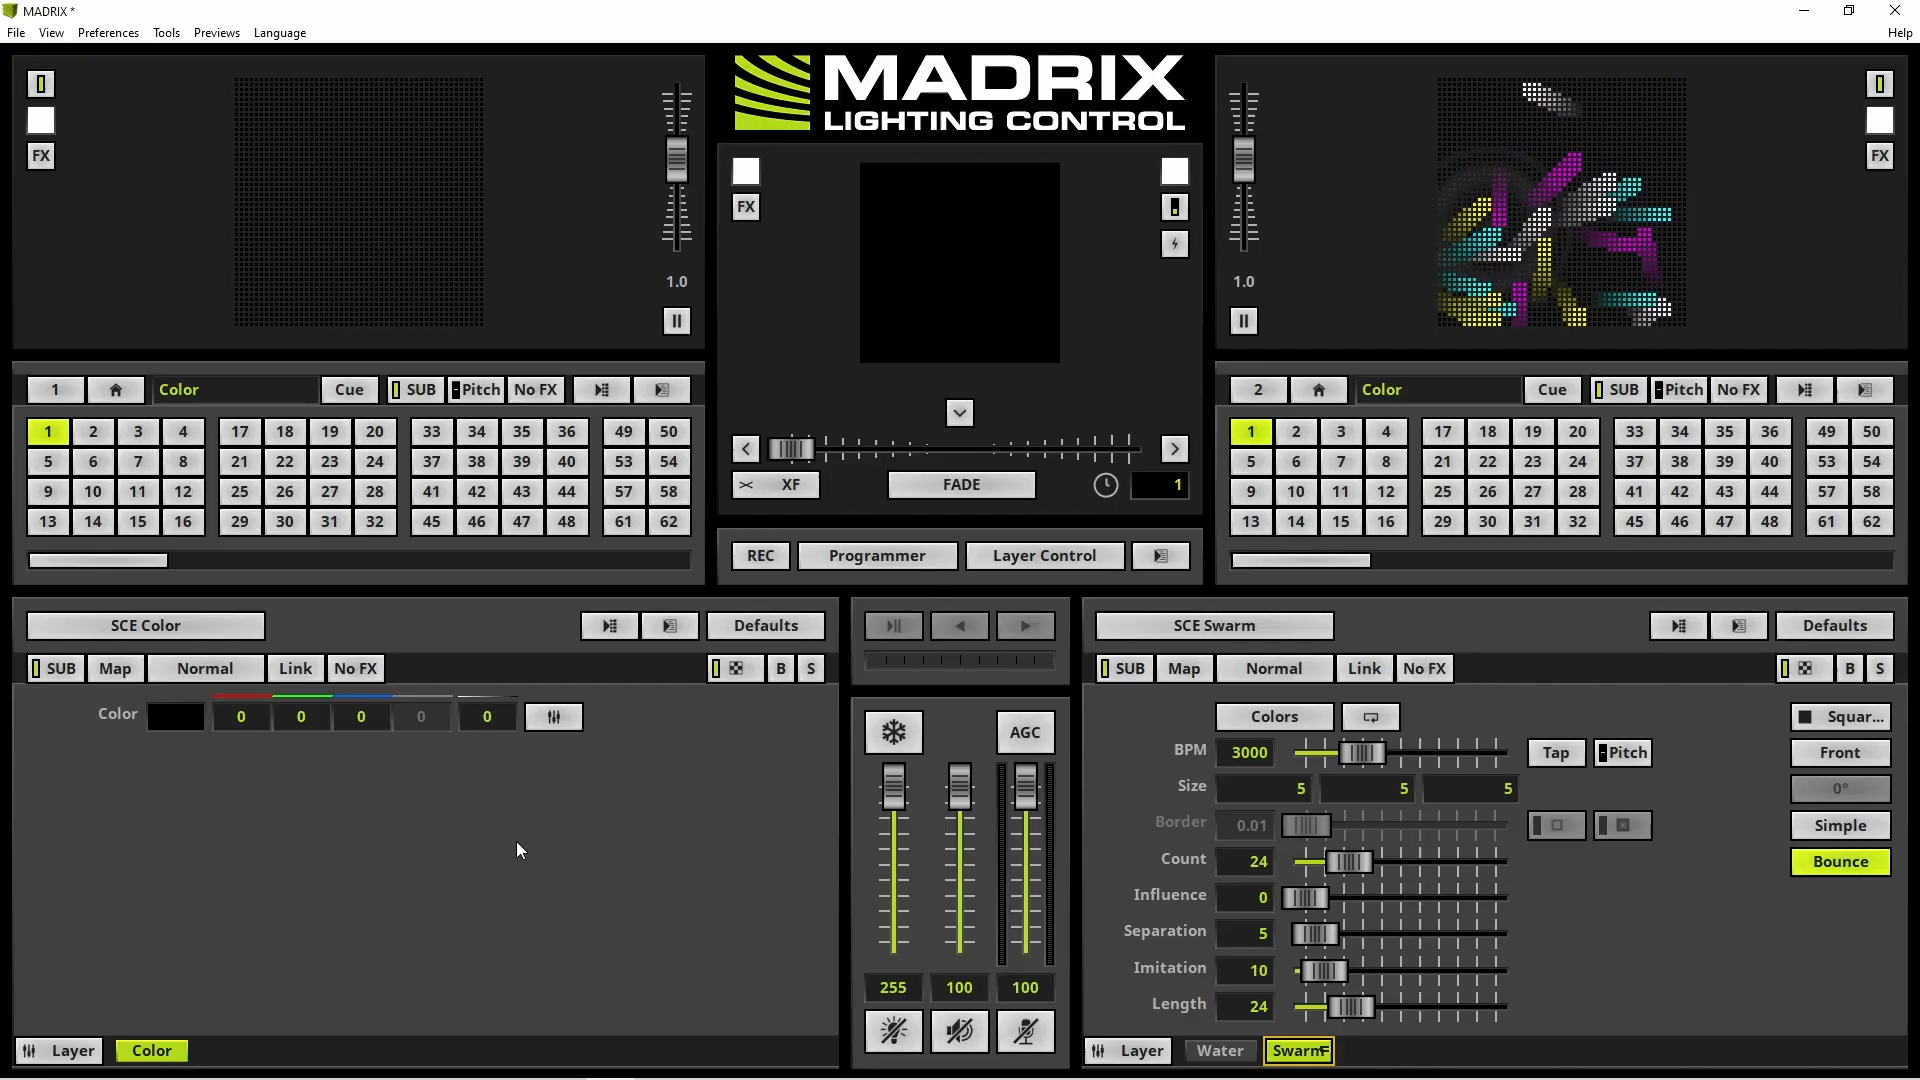 MADRIX *
File View Preferences Tools Previews Language Help
MADRIX
LIGHTING CONTROL
FX
1.0
FX
1.0
FX
1 Color Cue SUB Pitch No FX
1 2 3 4 17 18 19 20 33 34 35 36 49 50
5 6 7 8 21 22 23 24 37 38 39 40 53 54
9 10 11 12 25 26 27 28 41 42 43 44 57 58
13 14 15 16 29 30 31 32 45 46 47 48 61 62
XF FADE 1
REC Programmer Layer Control
2 Color Cue SUB Pitch No FX
1 2 3 4 17 18 19 20 33 34 35 36 49 50
5 6 7 8 21 22 23 24 37 38 39 40 53 54
9 10 11 12 25 26 27 28 41 42 43 44 57 58
13 14 15 16 29 30 31 32 45 46 47 48 61 62
SCE Color Defaults
SUB Map Normal Link No FX B S
Color 0 0 0 0 0
Layer Color
AGC
255 100 100
SCE Swarm Defaults
SUB Map Normal Link No FX B S
Colors Squar...
BPM 3000 Tap Pitch Front
Size 5 5 5 0°
Border 0.01 Simple
Count 24 Bounce
Influence 0
Separation 5
Imitation 10
Length 24
Layer Water Swarm